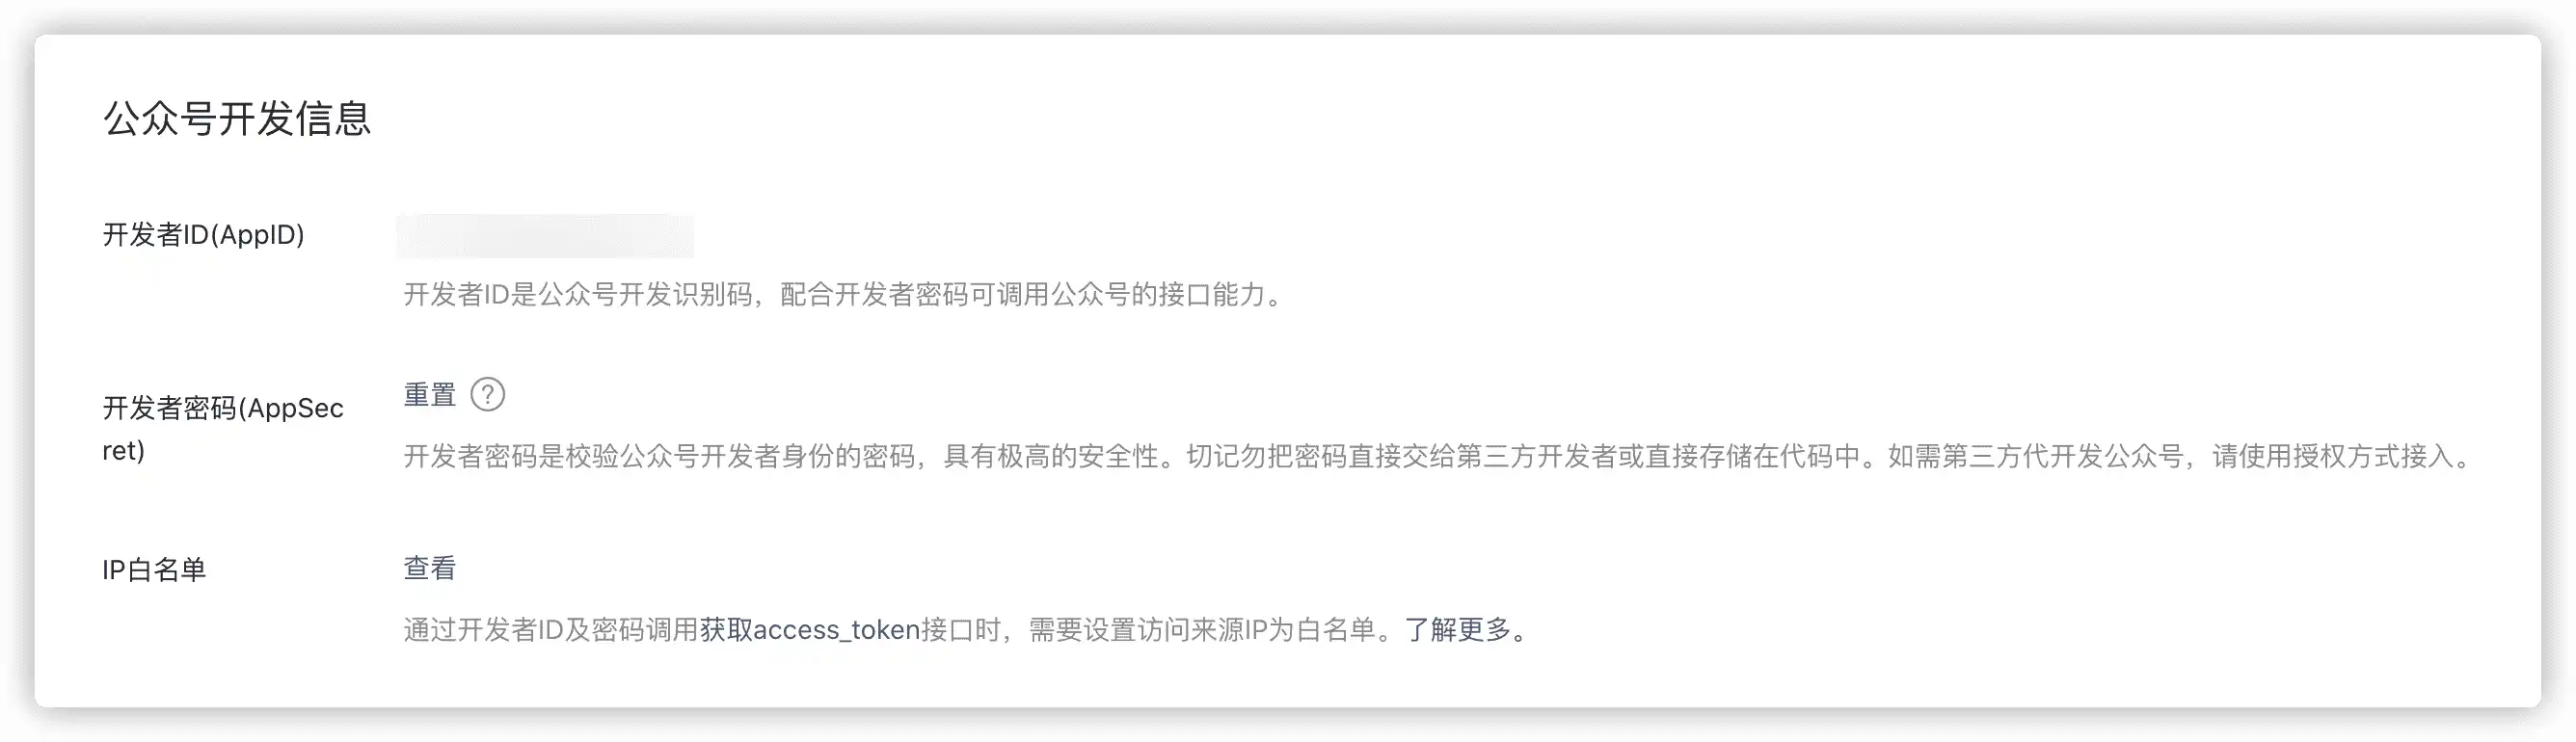 公众号开发信息
开发者ID(AppID)
开发者ID是公众号开发识别码，配合开发者密码可调用公众号的接口能力。
开发者密码(AppSec
ret)
重置 ?
开发者密码是校验公众号开发者身份的密码，具有极高的安全性。切记勿把密码直接交给第三方开发者或直接存储在代码中。如需第三方代开发公众号，请使用授权方式接入。
IP白名单
查看
通过开发者ID及密码调用获取access_token接口时，需要设置访问来源IP为白名单。了解更多。